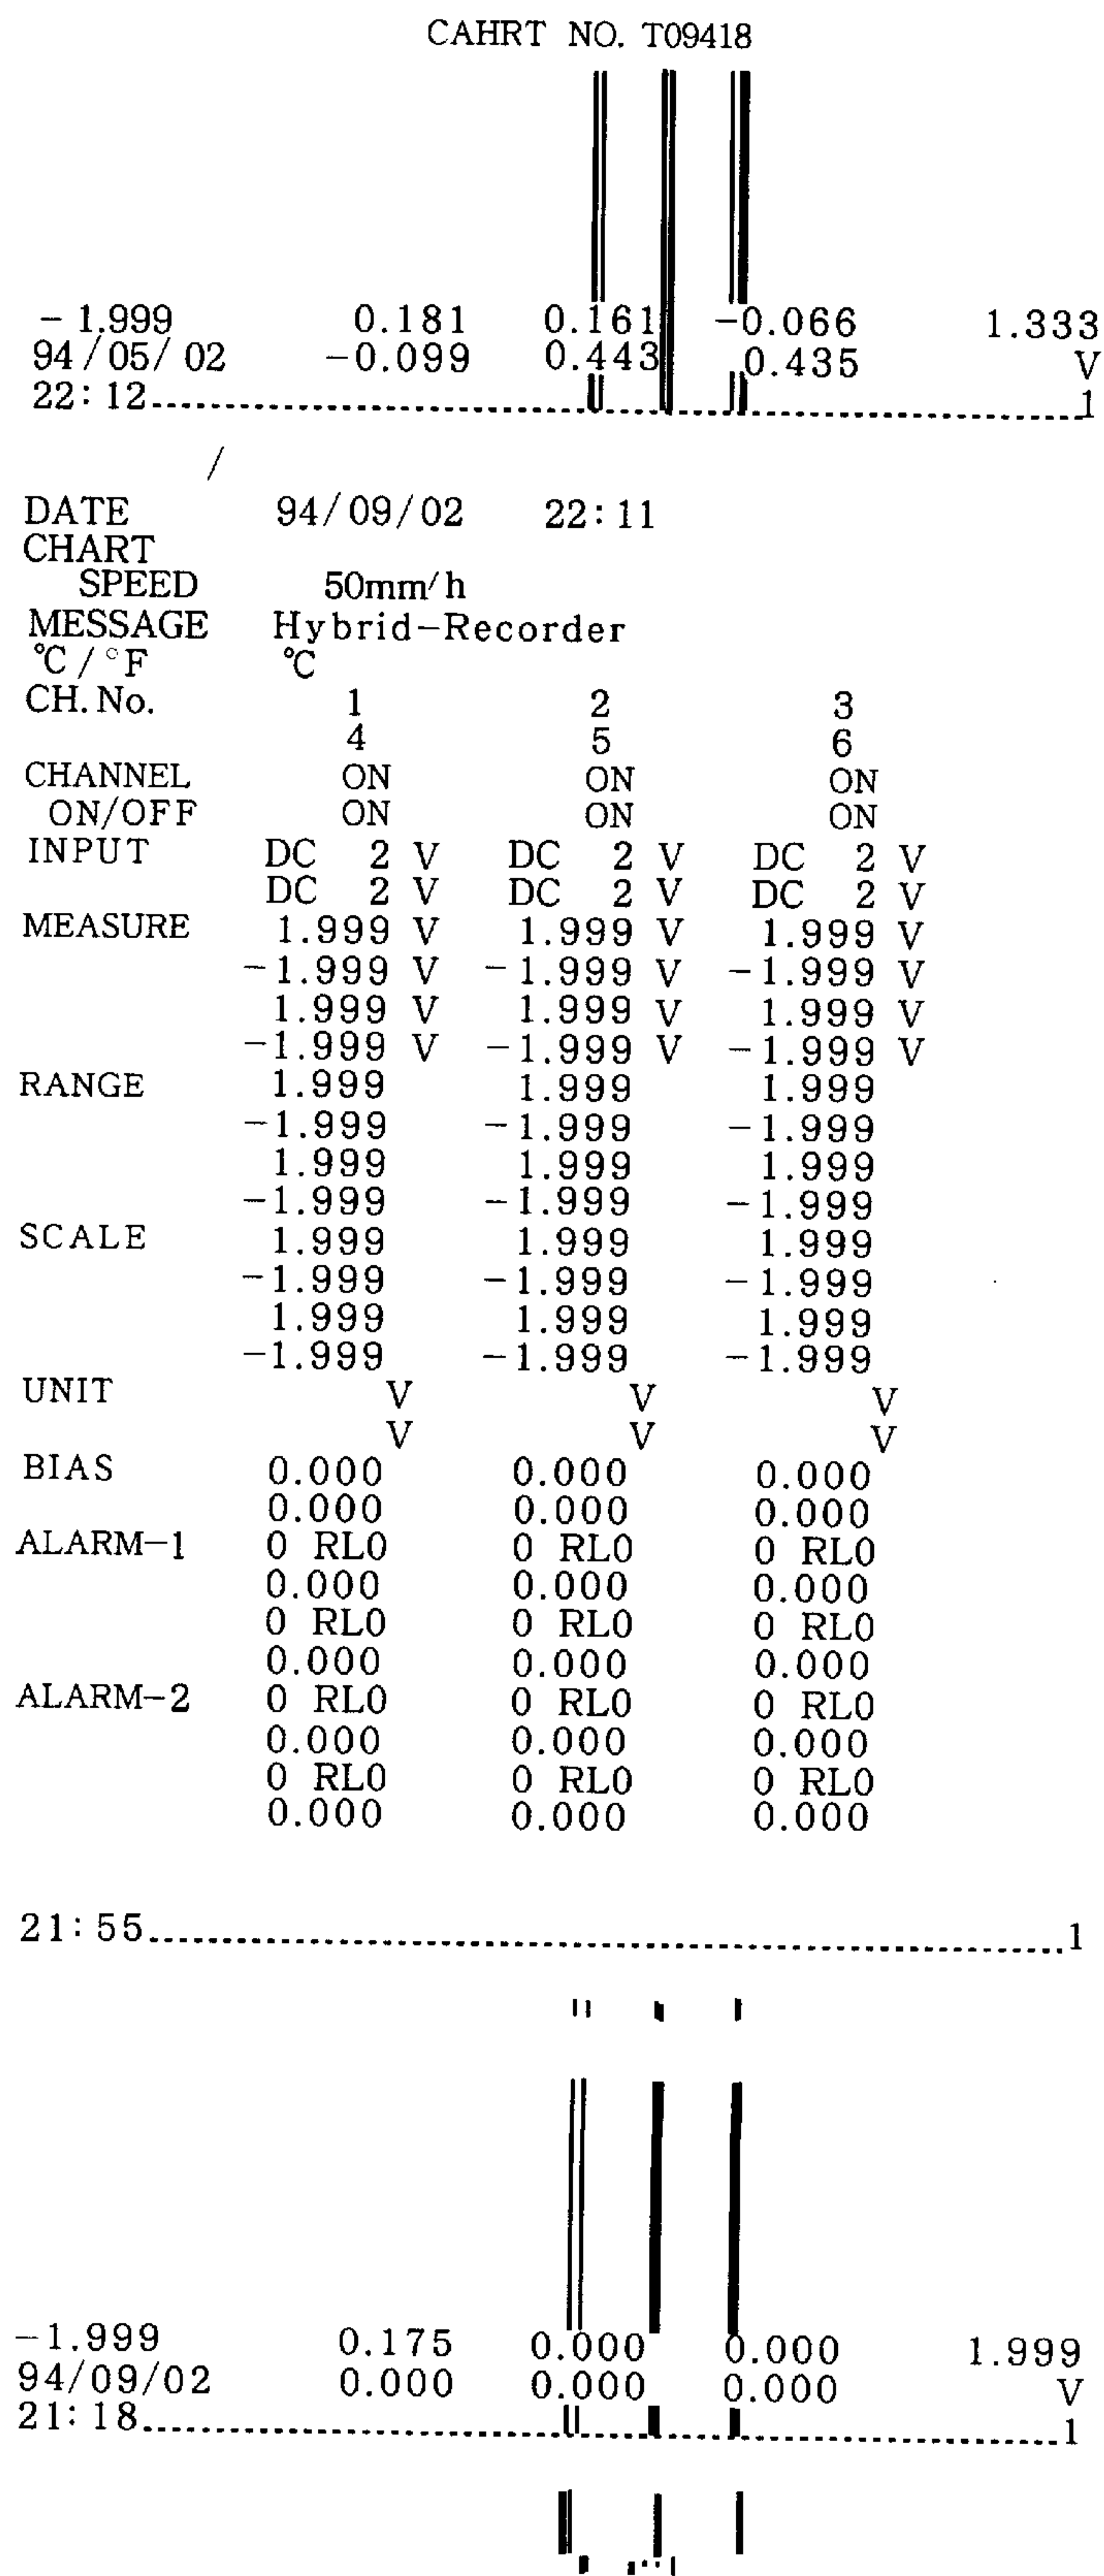 CAHRT NO. T09418
-1.999 0.181 0.161 -0.066 1.333
94/05/02 -0.099 0.443 0.435 V
22:12 1
/
DATE 94/09/02 22:11
CHART
SPEED 50mm/h
MESSAGE Hybrid-Recorder
℃/°F ℃
CH.No. 1 2 3
4 5 6
CHANNEL ON ON ON
ON/OFF ON ON ON
INPUT DC 2 V DC 2 V DC 2 V
DC 2 V DC 2 V DC 2 V
MEASURE 1.999 V 1.999 V 1.999 V
-1.999 V -1.999 V -1.999 V
1.999 V 1.999 V 1.999 V
-1.999 V -1.999 V -1.999 V
RANGE 1.999 1.999 1.999
-1.999 -1.999 -1.999
1.999 1.999 1.999
-1.999 -1.999 -1.999
SCALE 1.999 1.999 1.999
-1.999 -1.999 -1.999
1.999 1.999 1.999
-1.999 -1.999 -1.999
UNIT V V V
V V V
BIAS 0.000 0.000 0.000
0.000 0.000 0.000
ALARM-1 0 RL0 0 RL0 0 RL0
0.000 0.000 0.000
0 RL0 0 RL0 0 RL0
0.000 0.000 0.000
ALARM-2 0 RL0 0 RL0 0 RL0
0.000 0.000 0.000
0 RL0 0 RL0 0 RL0
0.000 0.000 0.000
21:55 1
-1.999 0.175 0.000 0.000 1.999
94/09/02 0.000 0.000 0.000 V
21:18 1